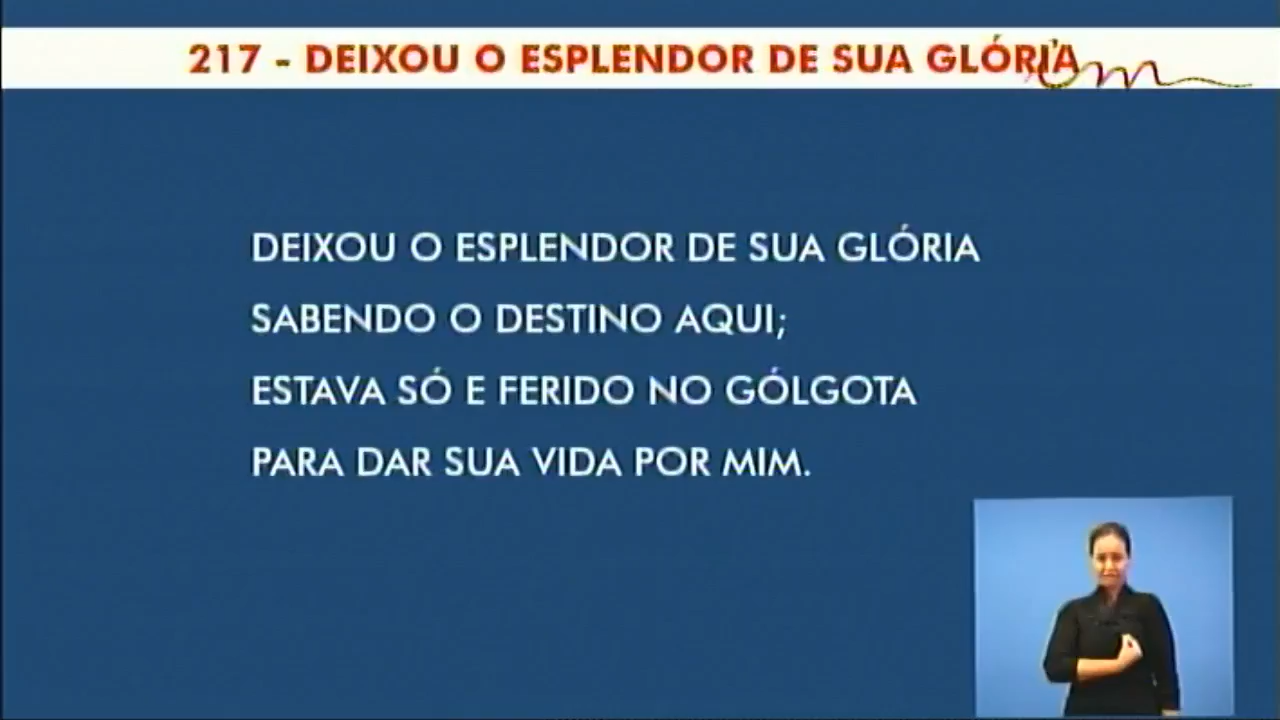 217 - DEIXOU O ESPLENDOR DE SUA GLÓRIA
DEIXOU O ESPLENDOR DE SUA GLÓRIA
SABENDO O DESTINO AQUI;
ESTAVA SÓ E FERIDO NO GÓLGOTA
PARA DAR SUA VIDA POR MIM.